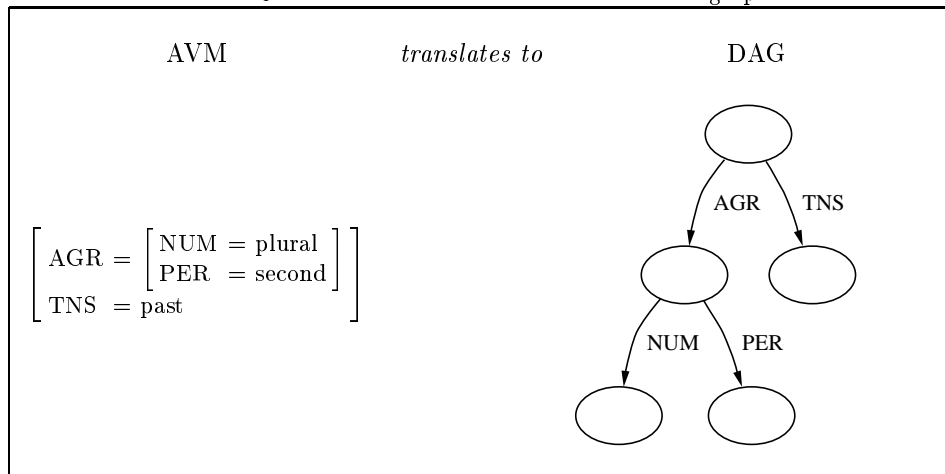 AVM translates to DAG
AGR TNS
NUM = plural
AGR =
PER = second
TNS = past
NUM PER